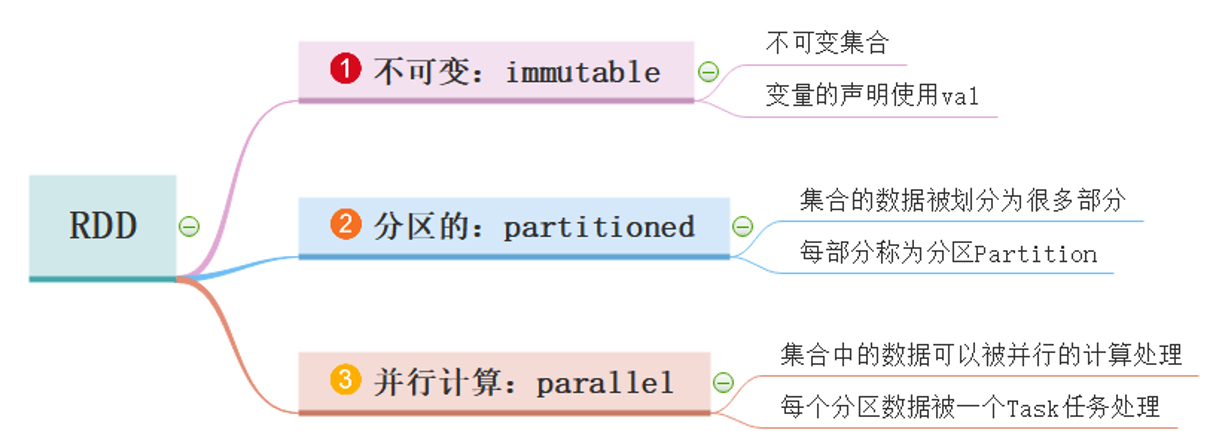 RDD
1 不可变：immutable
不可变集合
变量的声明使用val
2 分区的：partitioned
集合的数据被划分为很多部分
每部分称为分区Partition
3 并行计算：parallel
集合中的数据可以被并行的计算处理
每个分区数据被一个Task任务处理